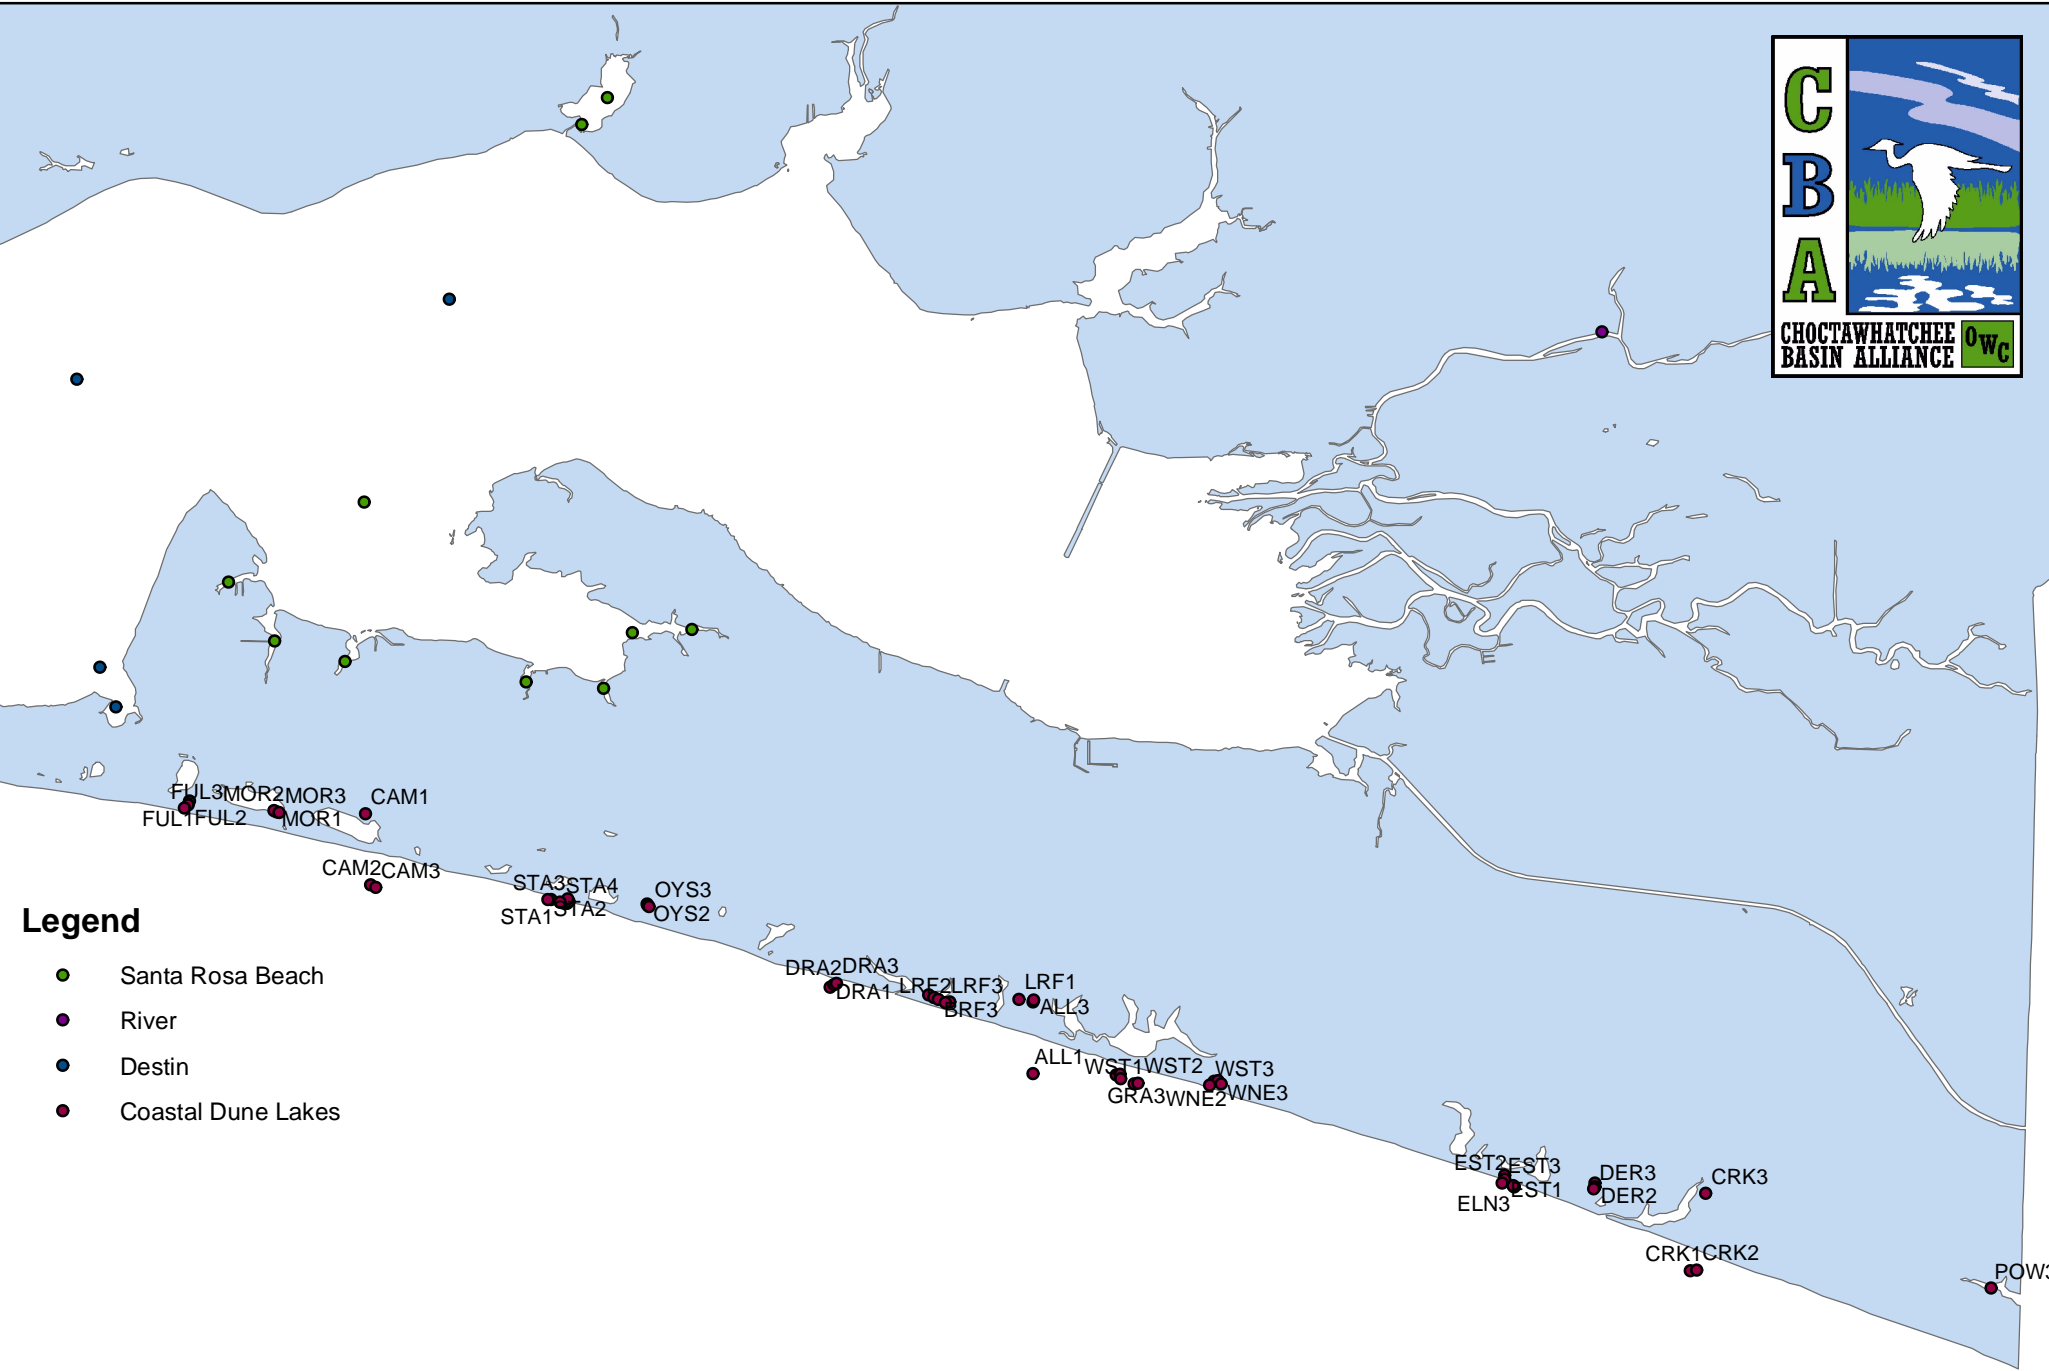 C
B
A
CHOCTAWHATCHEE
BASIN ALLIANCE
OWC
FUL3 MOR2 MOR3 CAM1
FUL1 FUL2 MOR1
CAM2 CAM3
STA3 STA4 OYS3
STA1 STA2 OYS2
DRA2 DRA3
DRA1 LRF2 LRF3 LRF1
BRF3 ALL3
ALL1 WST1 WST2 WST3
GRA3 WNE2 WNE3
EST2 EST3 DER3 CRK3
ELN3 EST1 DER2
CRK1 CRK2
POW3
Legend
Santa Rosa Beach
River
Destin
Coastal Dune Lakes